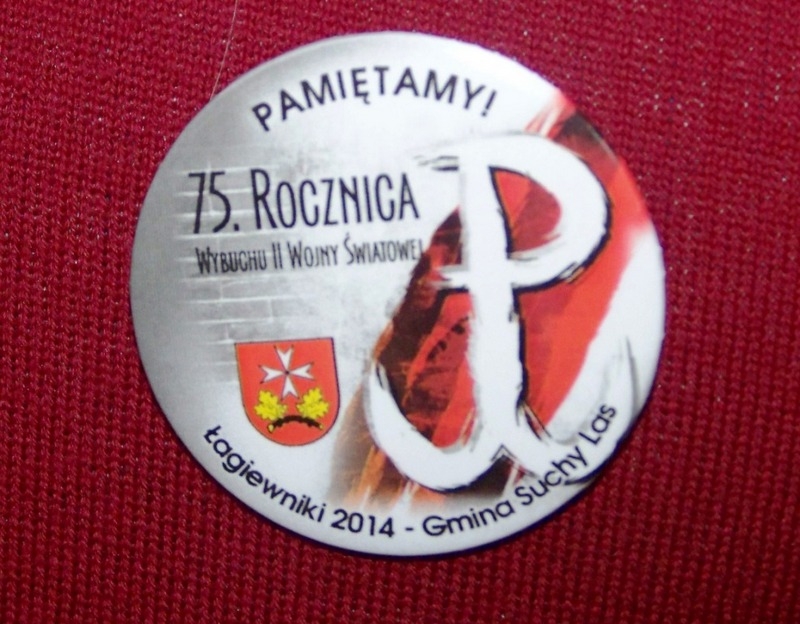 PAMIĘTAMY!
75. ROCZNICA
WYBUCHU II WOJNY ŚWIATOWEJ
Łagiewniki 2014 - Gmina Suchy Las